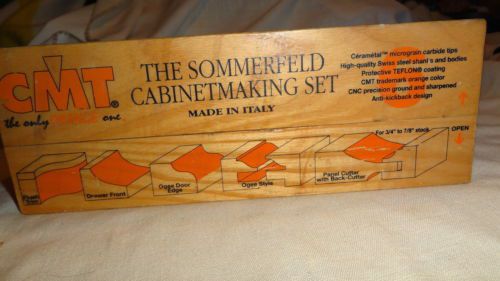 CMT®
the only ORANGE one
THE SOMMERFELD
CABINETMAKING SET
MADE IN ITALY
Cérametal™ micrograin carbide tips
High-quality Swiss steel shanks and bodies
Protective TEFLON® coating
CMT trademark orange color
CNC precision ground and sharpened
Anti-kickback design
Drawer Front
Ogee Door
Edge
Ogee Style
For 3/4" to 7/8" stock
Panel Cutter
with Back-Cutter
OPEN